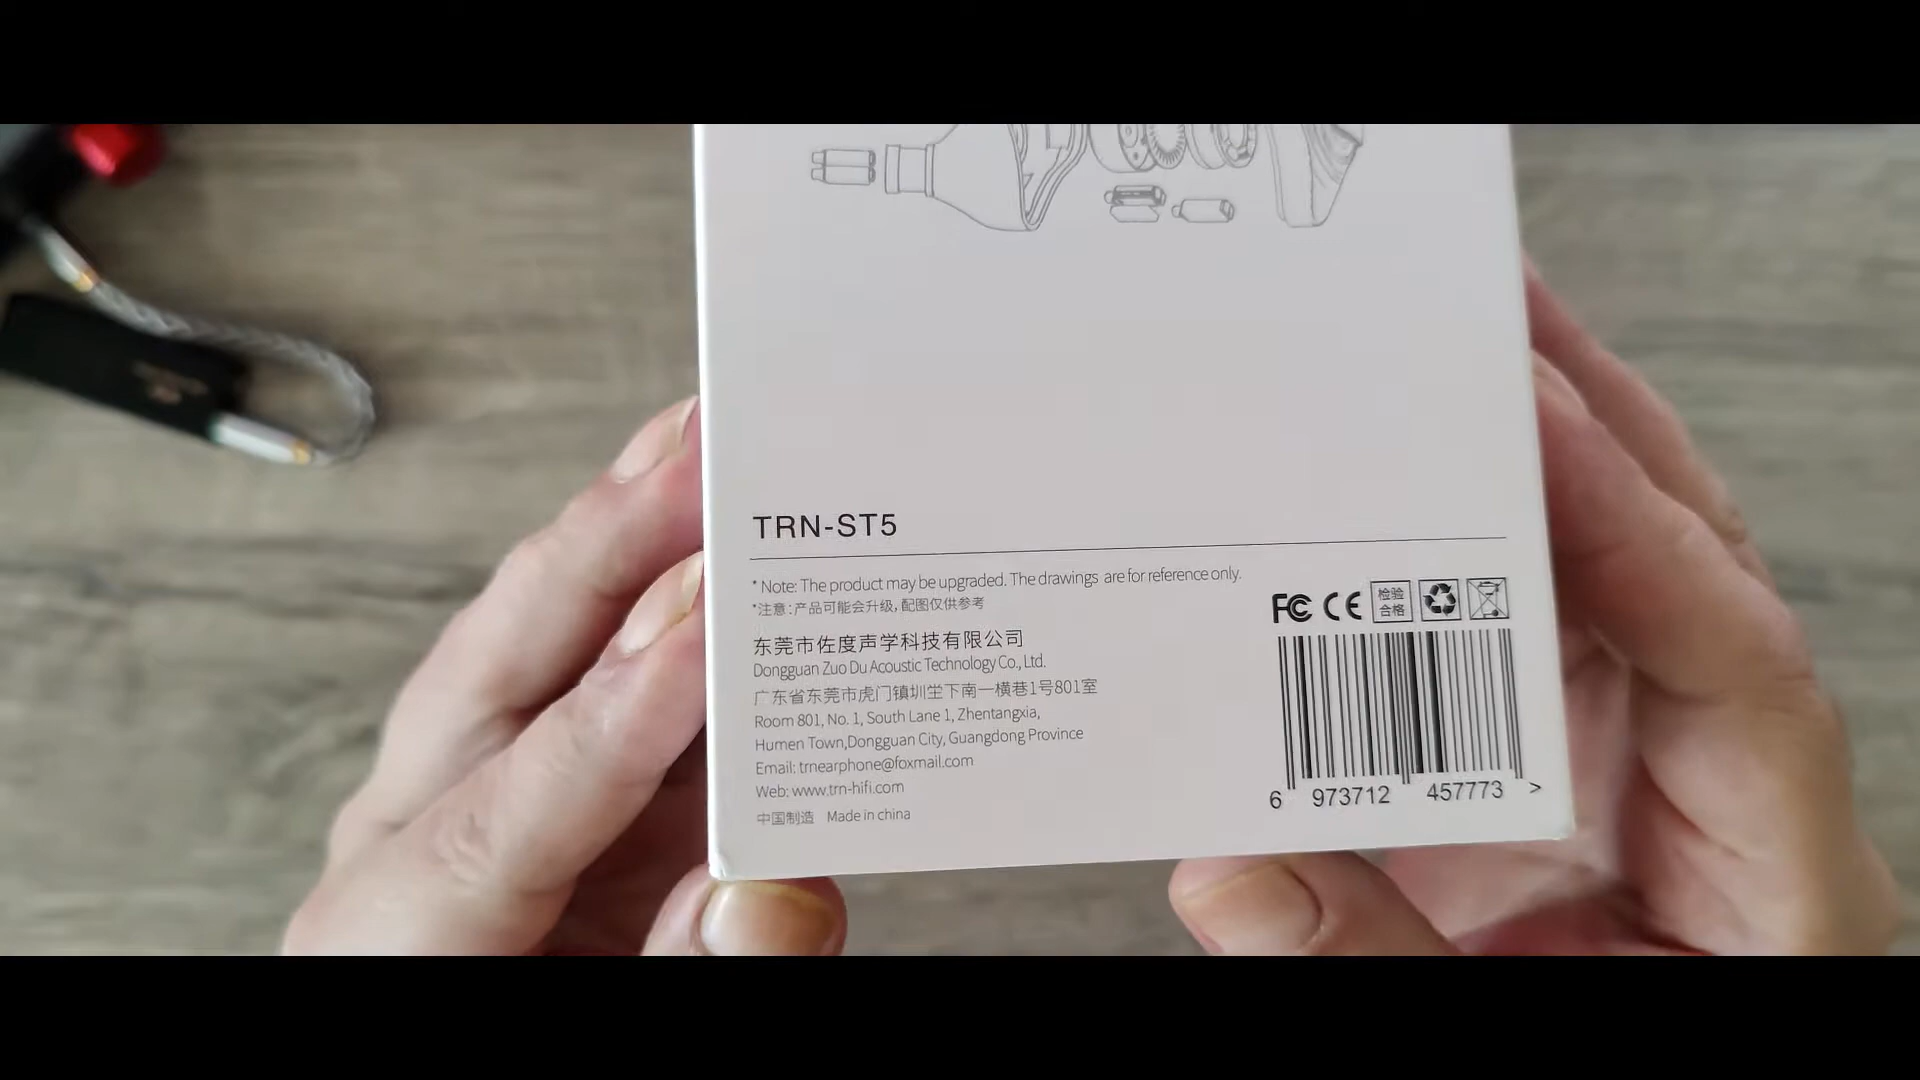 TRN-ST5
* Note: The product may be upgraded. The drawings are for reference only.
*注意:产品可能会升级,配图仅供参考
东莞市佐度声学科技有限公司
Dongguan Zuo Du Acoustic Technology Co., Ltd.
广东省东莞市虎门镇圳坣下南一横巷1号801室
Room 801, No. 1, South Lane 1, Zhentangxia,
Humen Town,Dongguan City, Guangdong Province
Email: trnearphone@foxmail.com
Web: www.trn-hifi.com
中国制造 Made in china
FC CE 检验
合格
6 973712 457773 >